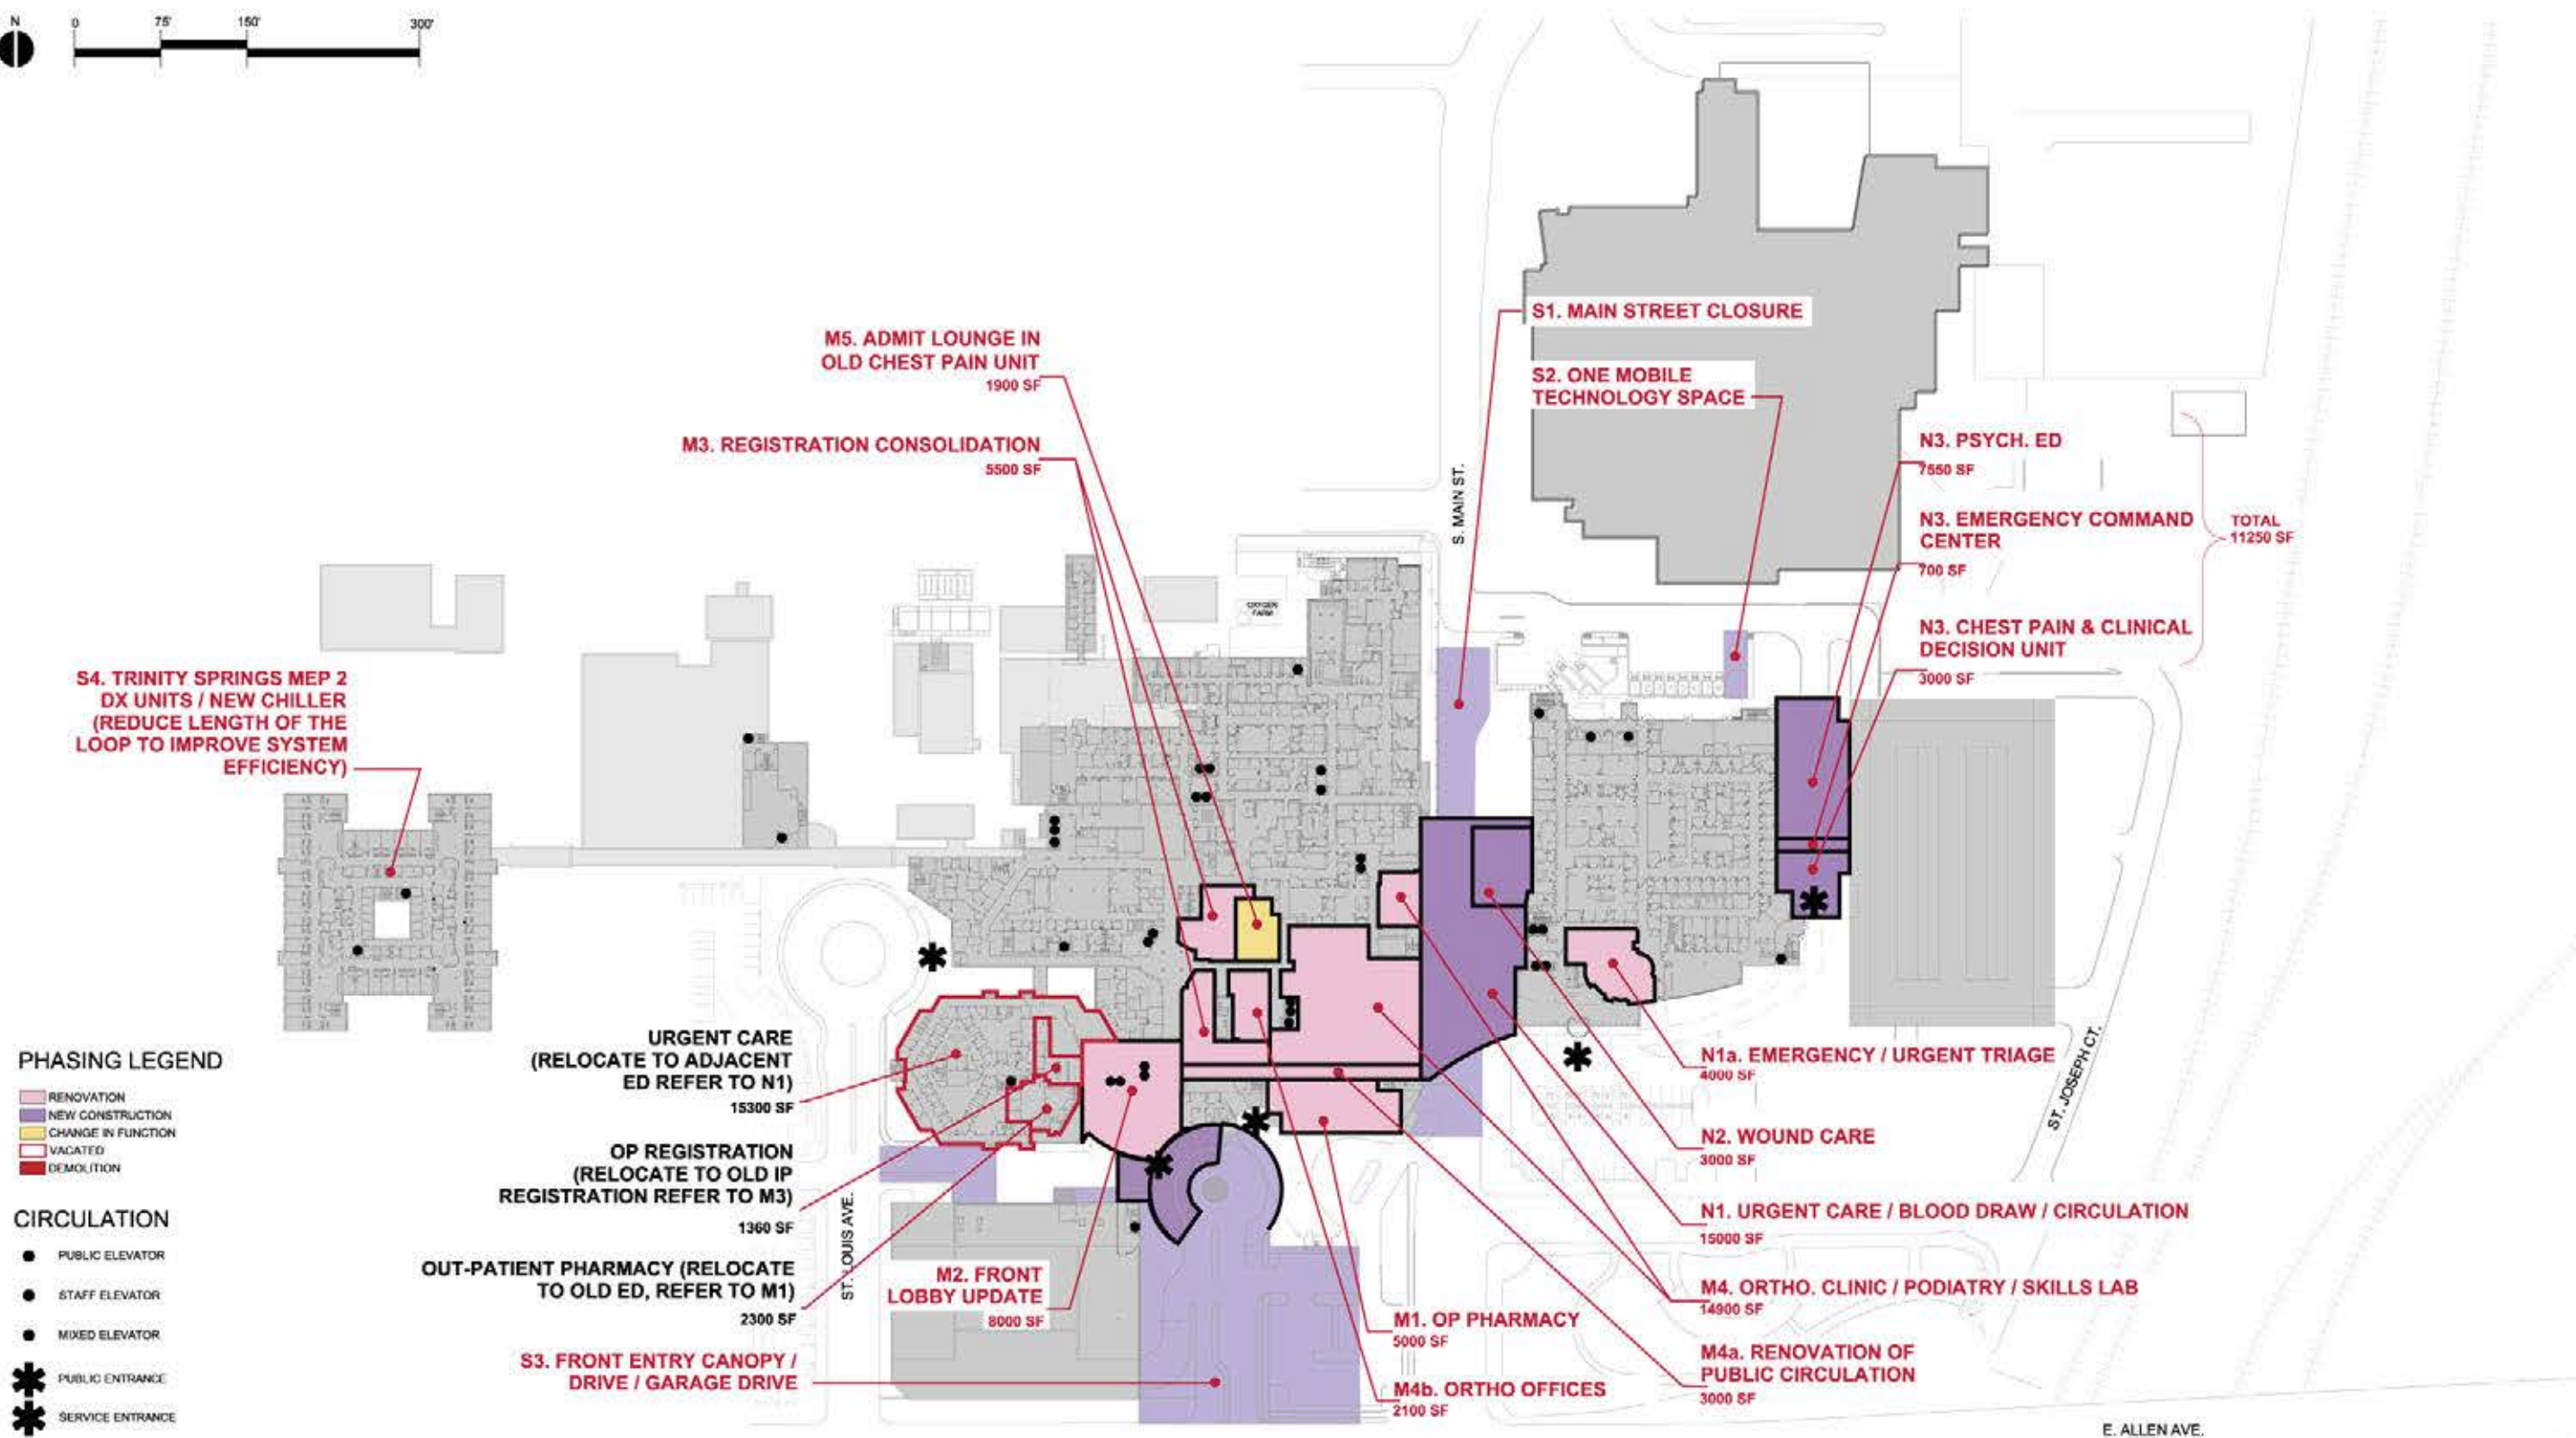 N
0 75' 150' 300'
S1. MAIN STREET CLOSURE
M5. ADMIT LOUNGE IN
OLD CHEST PAIN UNIT
1900 SF
S2. ONE MOBILE
TECHNOLOGY SPACE
M3. REGISTRATION CONSOLIDATION
5500 SF
S. MAIN ST.
N3. PSYCH. ED
7550 SF
N3. EMERGENCY COMMAND
CENTER
700 SF
TOTAL
11250 SF
N3. CHEST PAIN & CLINICAL
DECISION UNIT
3000 SF
OXYGEN
FARM
S4. TRINITY SPRINGS MEP 2
DX UNITS / NEW CHILLER
(REDUCE LENGTH OF THE
LOOP TO IMPROVE SYSTEM
EFFICIENCY)
URGENT CARE
(RELOCATE TO ADJACENT
ED REFER TO N1)
15300 SF
OP REGISTRATION
(RELOCATE TO OLD IP
REGISTRATION REFER TO M3)
1360 SF
OUT-PATIENT PHARMACY (RELOCATE
TO OLD ED, REFER TO M1)
2300 SF
ST. LOUIS AVE.
M2. FRONT
LOBBY UPDATE
8000 SF
S3. FRONT ENTRY CANOPY /
DRIVE / GARAGE DRIVE
M1. OP PHARMACY
5000 SF
M4b. ORTHO OFFICES
2100 SF
N1a. EMERGENCY / URGENT TRIAGE
4000 SF
N2. WOUND CARE
3000 SF
N1. URGENT CARE / BLOOD DRAW / CIRCULATION
15000 SF
M4. ORTHO. CLINIC / PODIATRY / SKILLS LAB
14900 SF
M4a. RENOVATION OF
PUBLIC CIRCULATION
3000 SF
ST. JOSEPH CT.
E. ALLEN AVE.
PHASING LEGEND
RENOVATION
NEW CONSTRUCTION
CHANGE IN FUNCTION
VACATED
DEMOLITION
CIRCULATION
PUBLIC ELEVATOR
STAFF ELEVATOR
MIXED ELEVATOR
PUBLIC ENTRANCE
SERVICE ENTRANCE